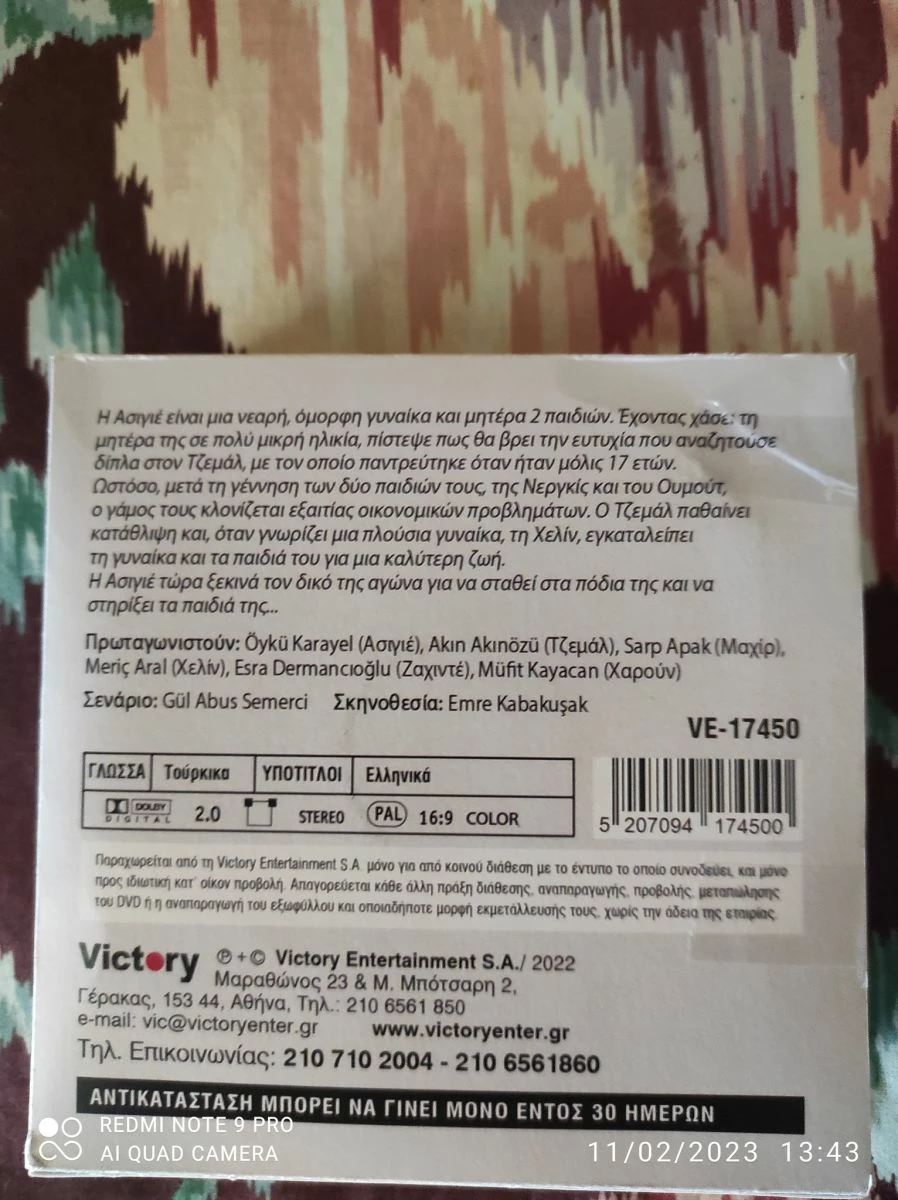 Η Ασιγιέ είναι μια νεαρή, όμορφη γυναίκα και μητέρα 2 παιδιών. Έχοντας χάσει τη
μητέρα της σε πολύ μικρή ηλικία, πίστεψε πως θα βρει την ευτυχία που αναζητούσε
δίπλα στον Τζεμάλ, με τον οποίο παντρεύτηκε όταν ήταν μόλις 17 ετών.
Ωστόσο, μετά τη γέννηση των δύο παιδιών τους, της Νεργκίς και του Ουμούτ,
ο γάμος τους κλονίζεται εξαιτίας οικονομικών προβλημάτων. Ο Τζεμάλ παθαίνει
κατάθλιψη και, όταν γνωρίζει μια πλούσια γυναίκα, τη Χελίν, εγκαταλείπει
τη γυναίκα και τα παιδιά του για μια καλύτερη ζωή.
Η Ασιγιέ τώρα ξεκινά τον δικό της αγώνα για να σταθεί στα πόδια της και να
στηρίξει τα παιδιά της...
Πρωταγωνιστούν: Öykü Karayel (Ασιγιέ), Akın Akınözü (Τζεμάλ), Sarp Apak (Μαχίρ),
Meriç Aral (Χελίν), Esra Dermancıoğlu (Ζαχιντέ), Müfit Kayacan (Χαρούν)
Σενάριο: Gül Abus Semerci Σκηνοθεσία: Emre Kabakuşak
VE-17450
ΓΛΩΣΣΑ Τούρκικα ΥΠΟΤΙΤΛΟΙ Ελληνικά
DOLBY DIGITAL 2.0 STEREO PAL 16:9 COLOR
5 207094 174500
Παραχωρείται από τη Victory Entertainment S.A. μόνο για από κοινού διάθεση με το έντυπο το οποίο συνοδεύει, και μόνο
προς ιδιωτική κατ' οίκον προβολή. Απαγορεύεται κάθε άλλη πράξη διάθεσης, αναπαραγωγής, προβολής, μεταπώλησης
του DVD ή η αναπαραγωγή του εξωφύλλου και οποιαδήποτε μορφή εκμετάλλευσής τους, χωρίς την άδεια της εταιρίας.
Victory ℗+© Victory Entertainment S.A./ 2022
Μαραθώνος 23 & Μ. Μπότσαρη 2,
Γέρακας, 153 44, Αθήνα, Τηλ.: 210 6561 850
e-mail: vic@victoryenter.gr www.victoryenter.gr
Τηλ. Επικοινωνίας: 210 710 2004 - 210 6561860
ΑΝΤΙΚΑΤΑΣΤΑΣΗ ΜΠΟΡΕΙ ΝΑ ΓΙΝΕΙ ΜΟΝΟ ΕΝΤΟΣ 30 ΗΜΕΡΩΝ
REDMI NOTE 9 PRO
AI QUAD CAMERA
11/02/2023 13:43